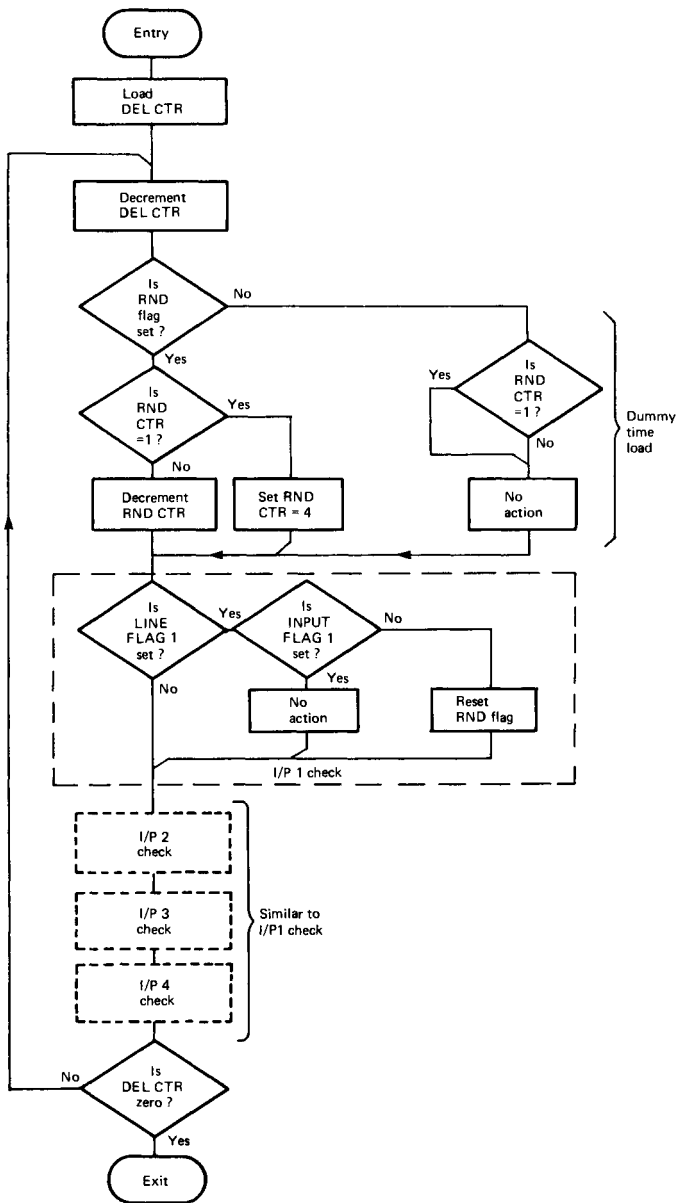 Entry
Load
DEL CTR
Decrement
DEL CTR
Is
RND
flag
set ?
No
Yes
Is
RND
CTR
=1 ?
Yes
No
Yes
Is
RND
CTR
=1 ?
No
Dummy
time
load
Decrement
RND CTR
Set RND
CTR = 4
No
action
Is
LINE
FLAG 1
set ?
Yes
No
Is
INPUT
FLAG 1
set ?
No
Yes
No
action
Reset
RND flag
I/P 1 check
I/P 2
check
I/P 3
check
I/P 4
check
Similar to
I/P1 check
Is
DEL CTR
zero ?
No
Yes
Exit